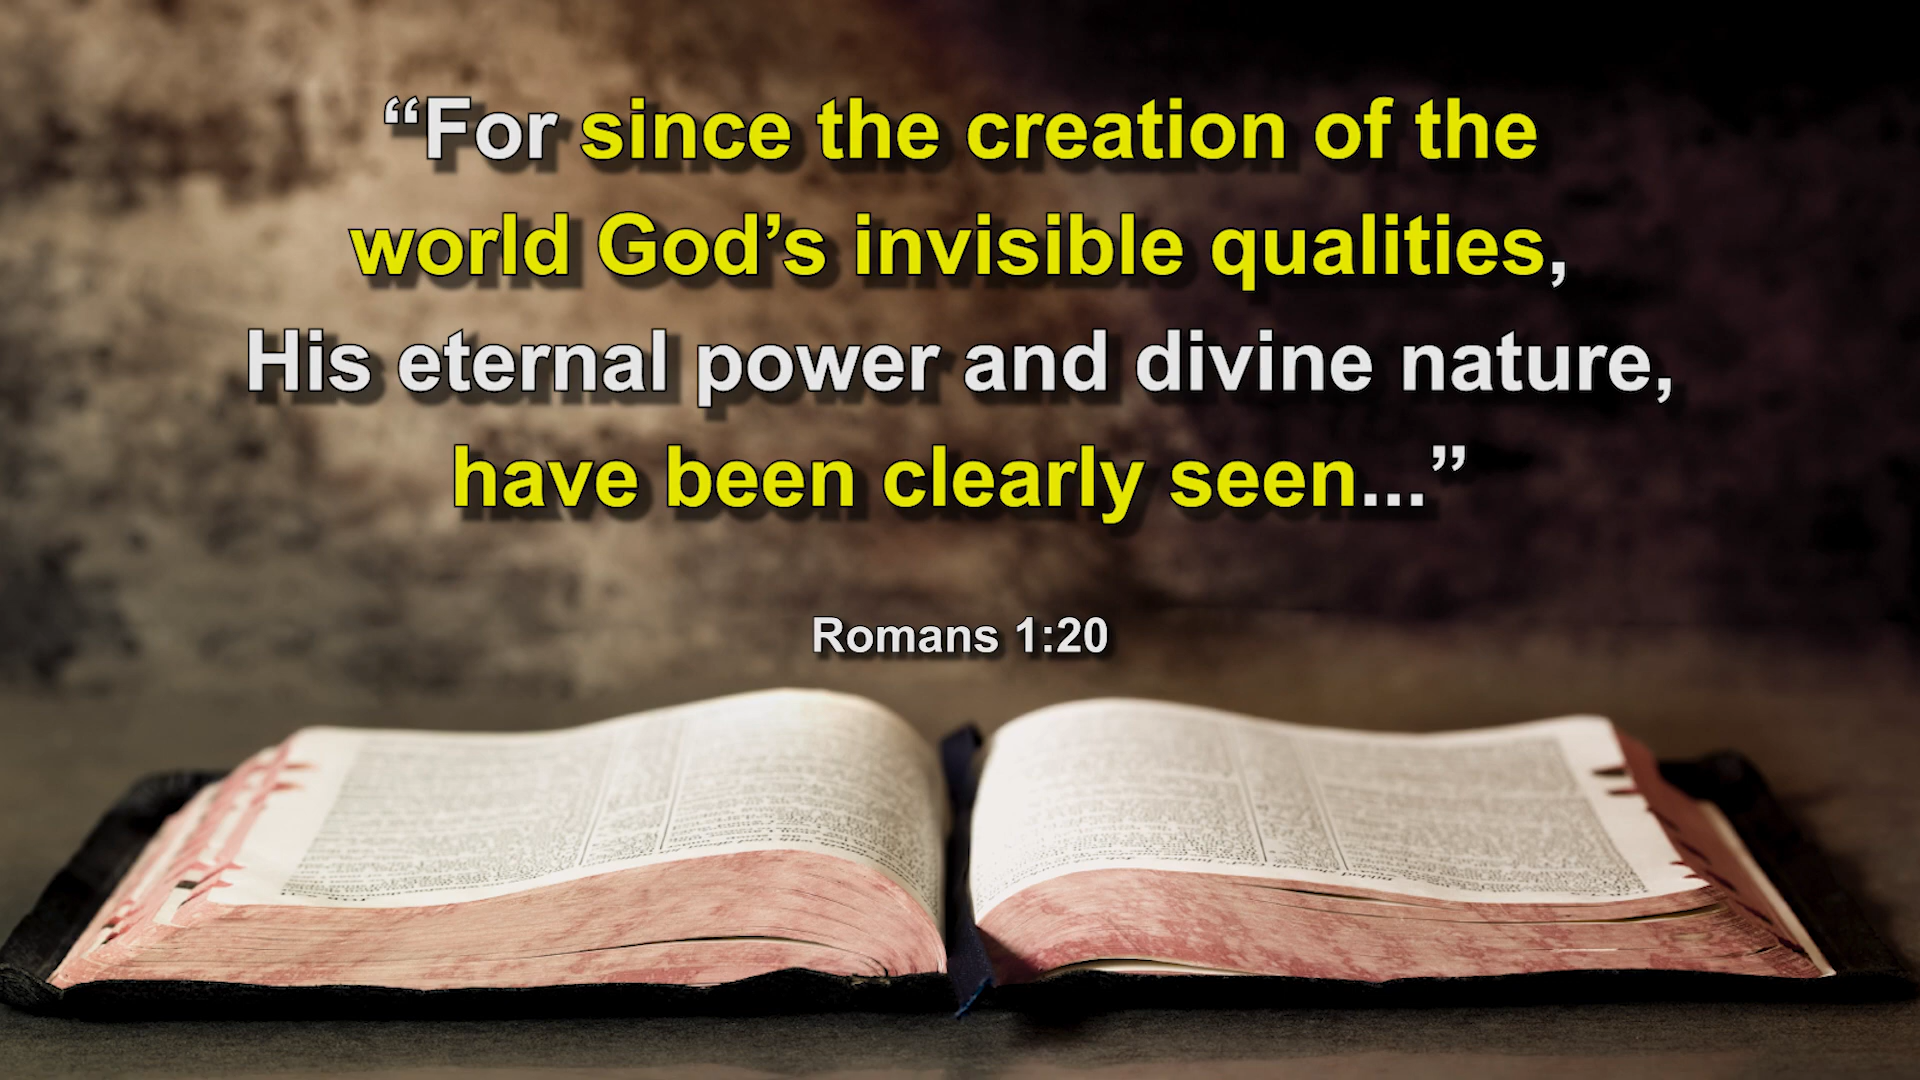 “For since the creation of the
world God’s invisible qualities,
His eternal power and divine nature,
have been clearly seen...”
Romans 1:20